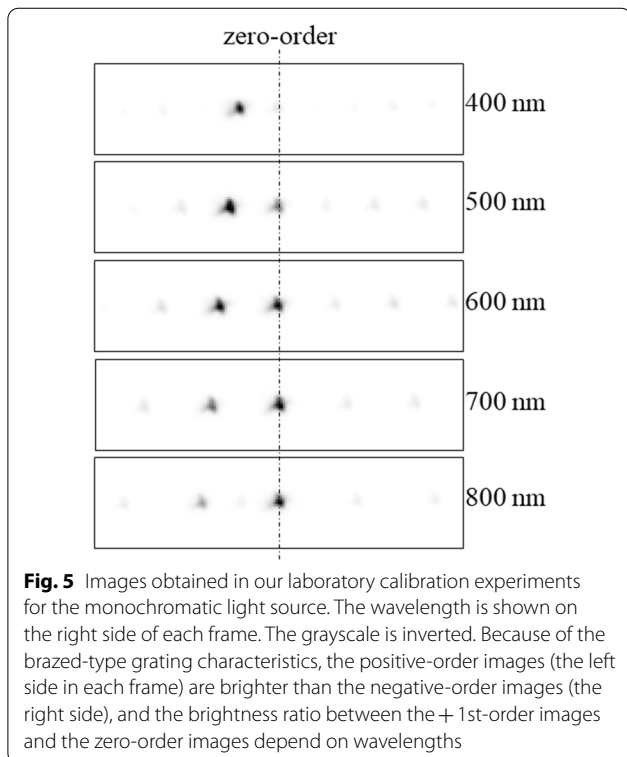 zero-order
400 nm
500 nm
600 nm
700 nm
800 nm
Fig. 5 Images obtained in our laboratory calibration experiments
for the monochromatic light source. The wavelength is shown on
the right side of each frame. The grayscale is inverted. Because of the
brazed-type grating characteristics, the positive-order images (the left
side in each frame) are brighter than the negative-order images (the
right side), and the brightness ratio between the + 1st-order images
and the zero-order images depend on wavelengths